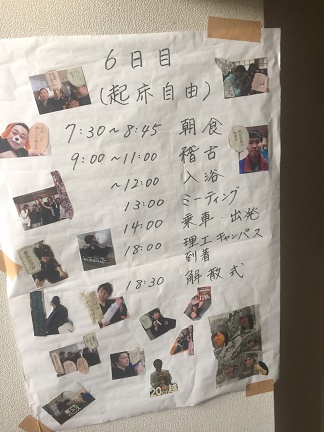 6日目
(起床自由)
7:30～8:45 朝食
9:00～11:00 稽古
～12:00 入浴
13:00 ミーティング
14:00 乗車・出発
18:00 理工キャンパス
到着
18:30 解散式